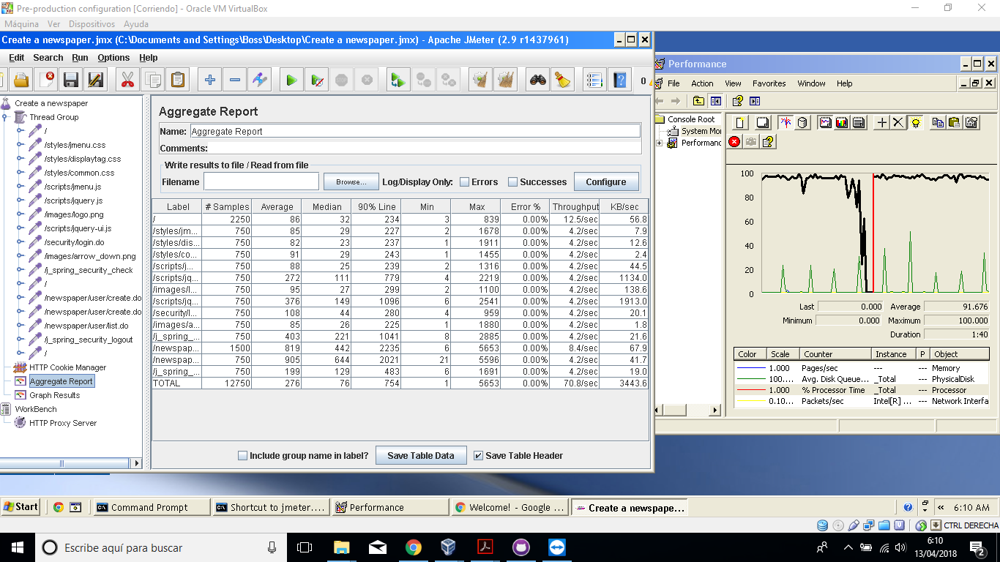 Pre-production configuration [Corriendo] - Oracle VM VirtualBox
Máquina Ver Dispositivos Ayuda
Create a newspaper.jmx (C:\Documents and Settings\Boss\Desktop\Create a newspaper.jmx) - Apache JMeter (2.9 r1437961)
Edit Search Run Options Help
0
Create a newspaper
Thread Group
/
/styles/jmenu.css
/styles/displaytag.css
/styles/common.css
/scripts/jmenu.js
/scripts/jquery.js
/images/logo.png
/scripts/jquery-ui.js
/security/login.do
/images/arrow_down.png
/j_spring_security_check
/
/newspaper/user/create.do
/newspaper/user/create.do
/newspaper/user/list.do
/j_spring_security_logout
/
HTTP Cookie Manager
Aggregate Report
Graph Results
WorkBench
HTTP Proxy Server
Aggregate Report
Name: Aggregate Report
Comments:
Write results to file / Read from file
Filename Browse... Log/Display Only: Errors Successes Configure
Label # Samples Average Median 90% Line Min Max Error % Throughput KB/sec
/ 2250 86 32 234 3 839 0.00% 12.5/sec 56.8
/styles/jm... 750 85 29 227 2 1678 0.00% 4.2/sec 7.9
/styles/dis... 750 82 23 237 1 1911 0.00% 4.2/sec 12.6
/styles/co... 750 91 29 243 1 1455 0.00% 4.2/sec 2.4
/scripts/j... 750 88 25 239 2 1316 0.00% 4.2/sec 44.5
/scripts/jq... 750 272 111 779 4 2219 0.00% 4.2/sec 1134.0
/images/l... 750 95 27 299 2 1100 0.00% 4.2/sec 138.6
/scripts/jq... 750 376 149 1096 6 2541 0.00% 4.2/sec 1913.0
/security/l... 750 108 44 280 4 959 0.00% 4.2/sec 20.1
/images/a... 750 85 26 225 1 1880 0.00% 4.2/sec 1.8
/j_spring_... 750 403 221 1041 8 2885 0.00% 4.2/sec 21.6
/newspap... 1500 819 442 2235 6 5653 0.00% 8.4/sec 67.9
/newspap... 750 905 644 2021 21 5596 0.00% 4.2/sec 41.7
/j_spring_... 750 199 129 483 6 1691 0.00% 4.2/sec 19.0
TOTAL 12750 276 76 754 1 5653 0.00% 70.8/sec 3443.6
Include group name in label? Save Table Data Save Table Header
Performance
File Action View Favorites Window Help
Console Root
System Mo
Performanc
100
80
60
40
20
0
Last 0.000 Average 91.676
Minimum 0.000 Maximum 100.000
Duration 1:40
Color Scale Counter Instance P Object
1.000 Pages/sec --- --- Memory
100.... Avg. Disk Queue... _Total --- PhysicalDisk
1.000 % Processor Time _Total --- Processor
0.10... Packets/sec Intel[R] ... --- Network Interfa
Start Command Prompt Shortcut to jmeter.... Performance Welcome! - Google ... Create a newspape... « 6:10 AM
CTRL DERECHA
Escribe aquí para buscar
6:10
13/04/2018
2